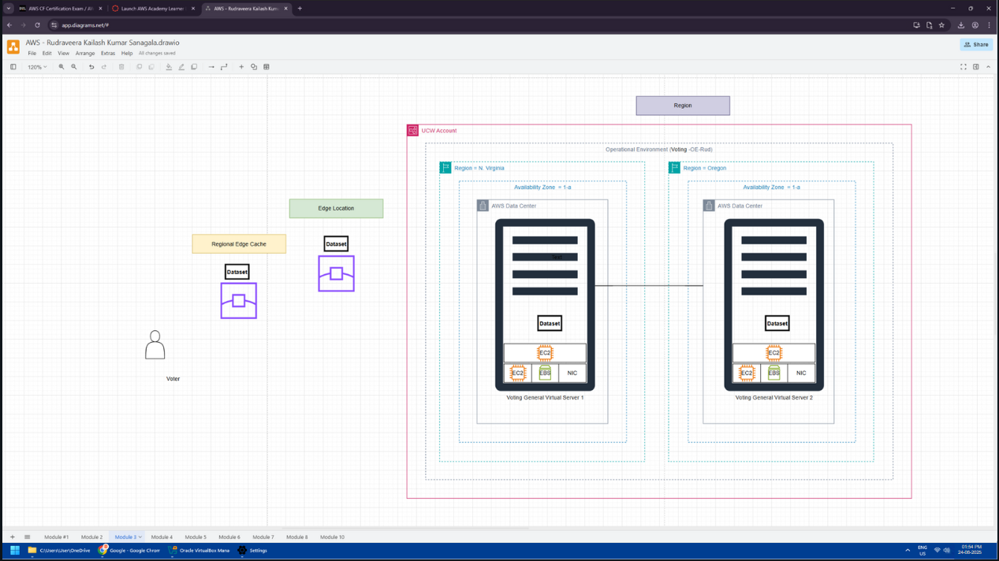 AWS CF Certification Exam / AW
Launch AWS Academy Learner
AWS - Rudraveera Kailash Kum
app.diagrams.net/#
AWS - Rudraveera Kailash Kumar Sanagala.drawio
File Edit View Arrange Extras Help All changes saved
Share
120%
Region
UCW Account
Operational Environment (Voting -OE-Rud)
Region = N. Virginia
Region = Oregon
Availability Zone = 1-a
Availability Zone = 1-a
AWS Data Center
AWS Data Center
Edge Location
Regional Edge Cache
Dataset
Dataset
Text
Dataset
Dataset
EC2
EC2
EC2 EBS NIC
EC2 EBS NIC
Voter
Voting General Virtual Server 1
Voting General Virtual Server 2
Module #1 Module 2 Module 3 Module 4 Module 5 Module 6 Module 7 Module 8 Module 10
C:\Users\User\OneDrive
Google - Google Chrom
Oracle VirtualBox Mana
Settings
ENG
US
01:54 PM
24-08-2025